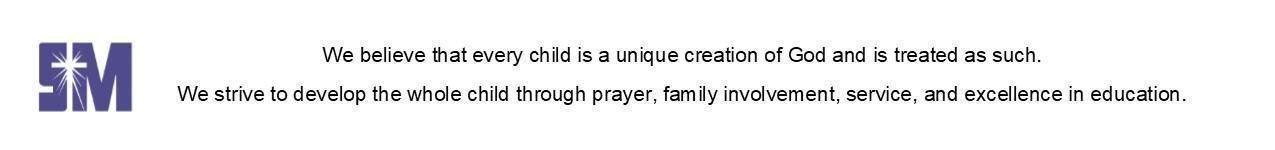 SM
We believe that every child is a unique creation of God and is treated as such.
We strive to develop the whole child through prayer, family involvement, service, and excellence in education.